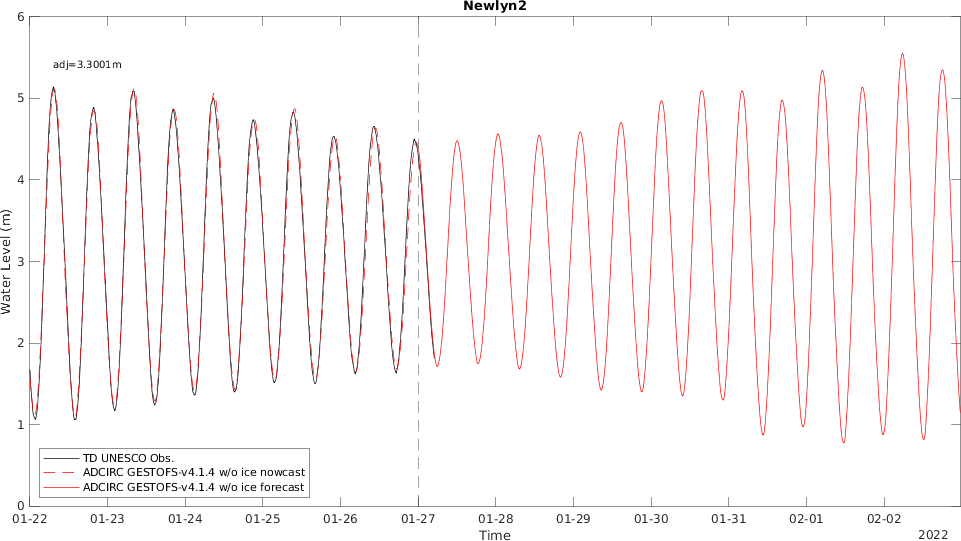 Newlyn2
adj=3.3001m
6
5
4
3
2
1
0
Water Level (m)
TD UNESCO Obs.
ADCIRC GESTOFS-v4.1.4 w/o ice nowcast
ADCIRC GESTOFS-v4.1.4 w/o ice forecast
01-22 01-23 01-24 01-25 01-26 01-27 01-28 01-29 01-30 01-31 02-01 02-02
Time
2022